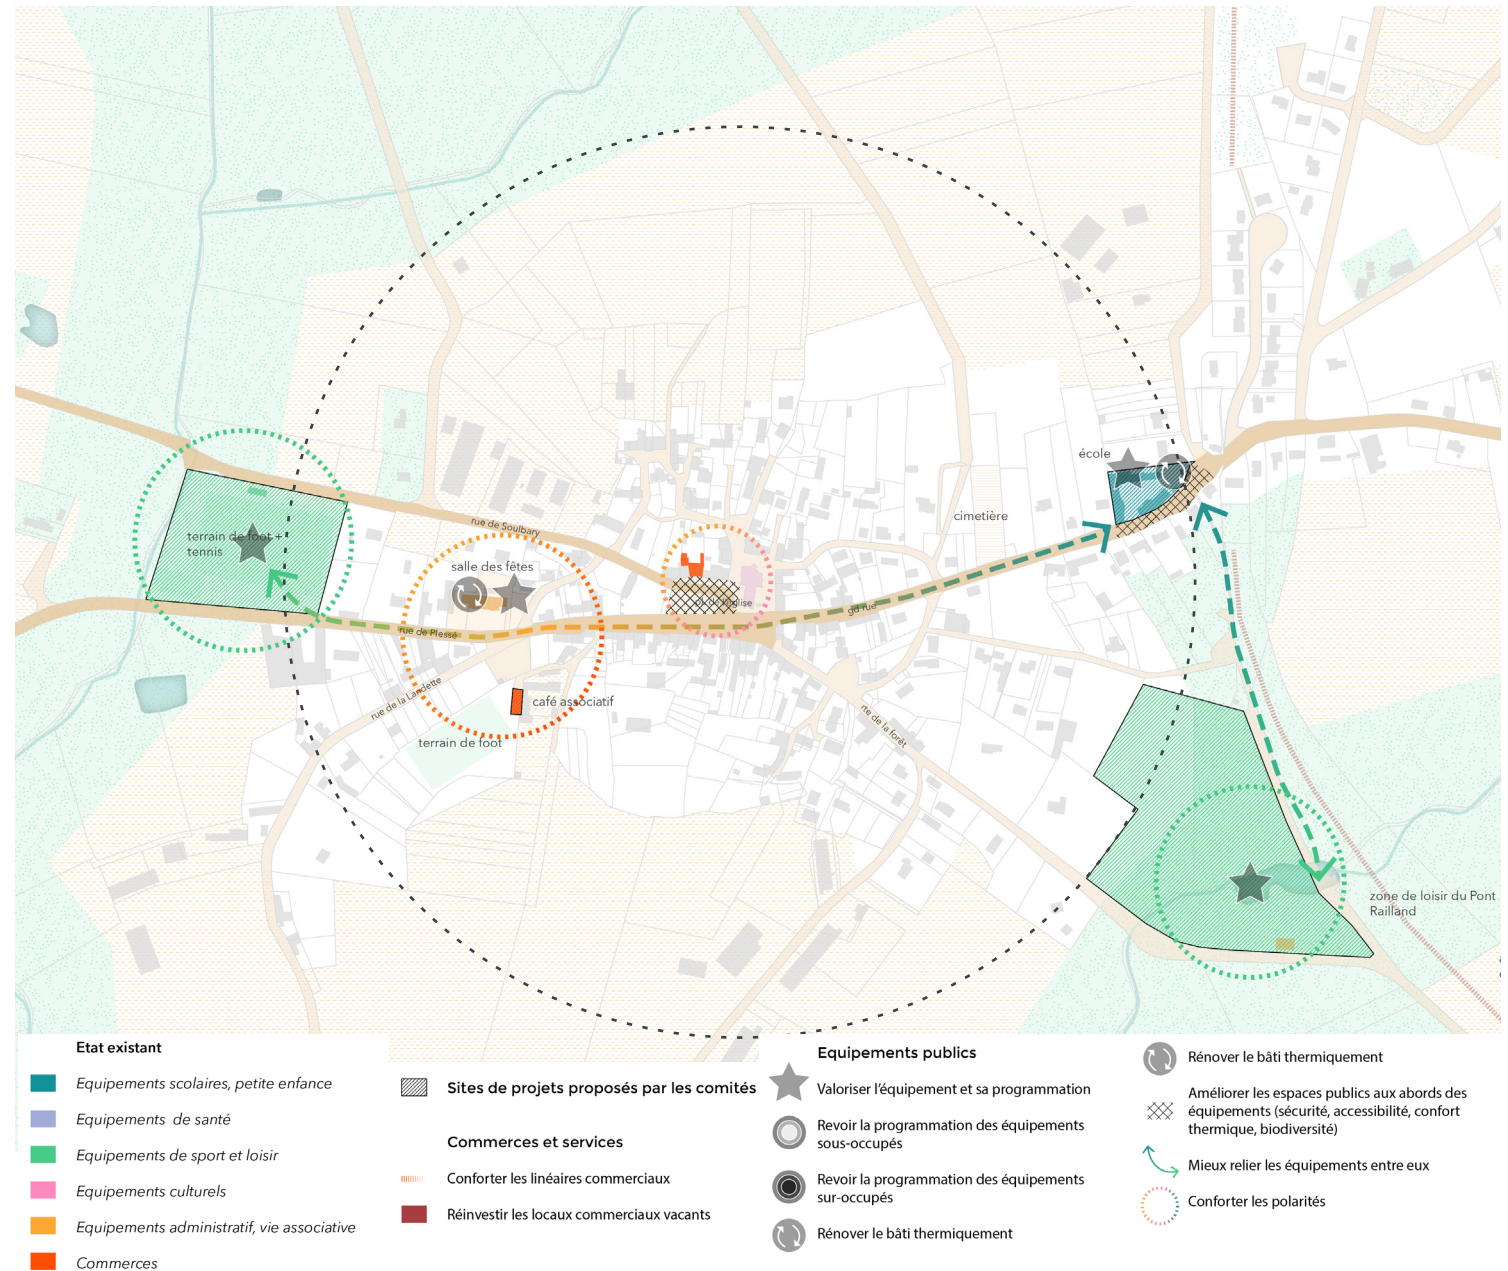 école
cimetière
rue de Soulbary
terrain de foot +
tennis
salle des fêtes
gd rue
rue de Plessé
rue de la Landette
café associatif
terrain de foot
rte de la forêt
zone de loisir du Pont
Railland
Etat existant
Equipements scolaires, petite enfance
Equipements de santé
Equipements de sport et loisir
Equipements culturels
Equipements administratif, vie associative
Commerces
Sites de projets proposés par les comités
Commerces et services
Conforter les linéaires commerciaux
Réinvestir les locaux commerciaux vacants
Equipements publics
Valoriser l'équipement et sa programmation
Revoir la programmation des équipements
sous-occupés
Revoir la programmation des équipements
sur-occupés
Rénover le bâti thermiquement
Rénover le bâti thermiquement
Améliorer les espaces publics aux abords des
équipements (sécurité, accessibilité, confort
thermique, biodiversité)
Mieux relier les équipements entre eux
Conforter les polarités